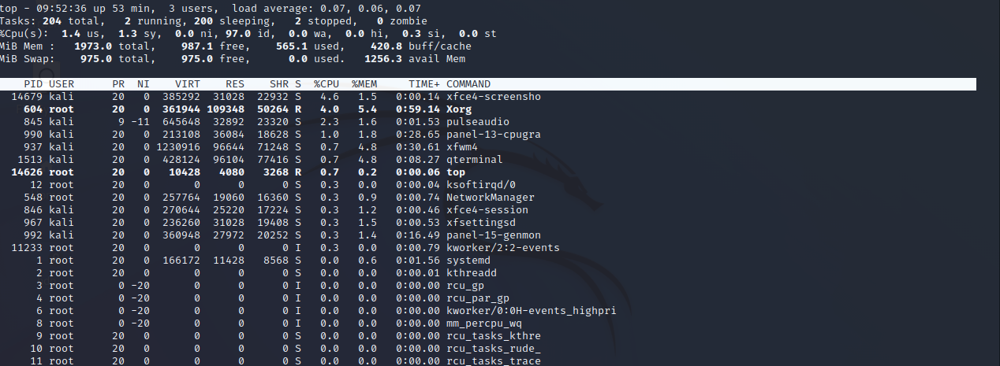 top - 09:52:36 up 53 min,  3 users,  load average: 0.07, 0.06, 0.07
Tasks: 204 total,   2 running, 200 sleeping,   2 stopped,   0 zombie
%Cpu(s):  1.4 us,  1.3 sy,  0.0 ni, 97.0 id,  0.0 wa,  0.0 hi,  0.3 si,  0.0 st
MiB Mem :   1973.0 total,    987.1 free,    565.1 used,    420.8 buff/cache
MiB Swap:    975.0 total,    975.0 free,      0.0 used.   1256.3 avail Mem
PID USER      PR  NI    VIRT    RES    SHR S  %CPU  %MEM     TIME+ COMMAND
14679 kali      20   0  385292  31028  22932 S   4.6   1.5   0:00.14 xfce4-screensho
604 root      20   0  361944 109348  50264 R   4.0   5.4   0:59.14 Xorg
845 kali       9 -11  645648  32892  23320 S   2.3   1.6   0:01.53 pulseaudio
990 kali      20   0  213108  36084  18628 S   1.0   1.8   0:28.65 panel-13-cpugra
937 kali      20   0 1230916  96644  71248 S   0.7   4.8   0:30.61 xfwm4
1513 kali      20   0  428124  96104  77416 S   0.7   4.8   0:08.27 qterminal
14626 root      20   0   10428   4080   3268 R   0.7   0.2   0:00.06 top
12 root      20   0       0      0      0 S   0.3   0.0   0:00.04 ksoftirqd/0
548 root      20   0  257764  19060  16360 S   0.3   0.9   0:00.74 NetworkManager
846 kali      20   0  270644  25220  17224 S   0.3   1.2   0:00.46 xfce4-session
967 kali      20   0  236260  31028  19408 S   0.3   1.5   0:00.53 xfsettingsd
992 kali      20   0  360948  27972  20252 S   0.3   1.4   0:16.49 panel-15-genmon
11233 root      20   0       0      0      0 I   0.3   0.0   0:00.79 kworker/2:2-events
1 root      20   0  166172  11428   8568 S   0.0   0.6   0:01.56 systemd
2 root      20   0       0      0      0 S   0.0   0.0   0:00.01 kthreadd
3 root       0 -20       0      0      0 I   0.0   0.0   0:00.00 rcu_gp
4 root       0 -20       0      0      0 I   0.0   0.0   0:00.00 rcu_par_gp
6 root       0 -20       0      0      0 I   0.0   0.0   0:00.00 kworker/0:0H-events_highpri
8 root       0 -20       0      0      0 I   0.0   0.0   0:00.00 mm_percpu_wq
9 root      20   0       0      0      0 S   0.0   0.0   0:00.00 rcu_tasks_kthre
10 root      20   0       0      0      0 S   0.0   0.0   0:00.00 rcu_tasks_rude_
11 root      20   0       0      0      0 S   0.0   0.0   0:00.00 rcu_tasks_trace